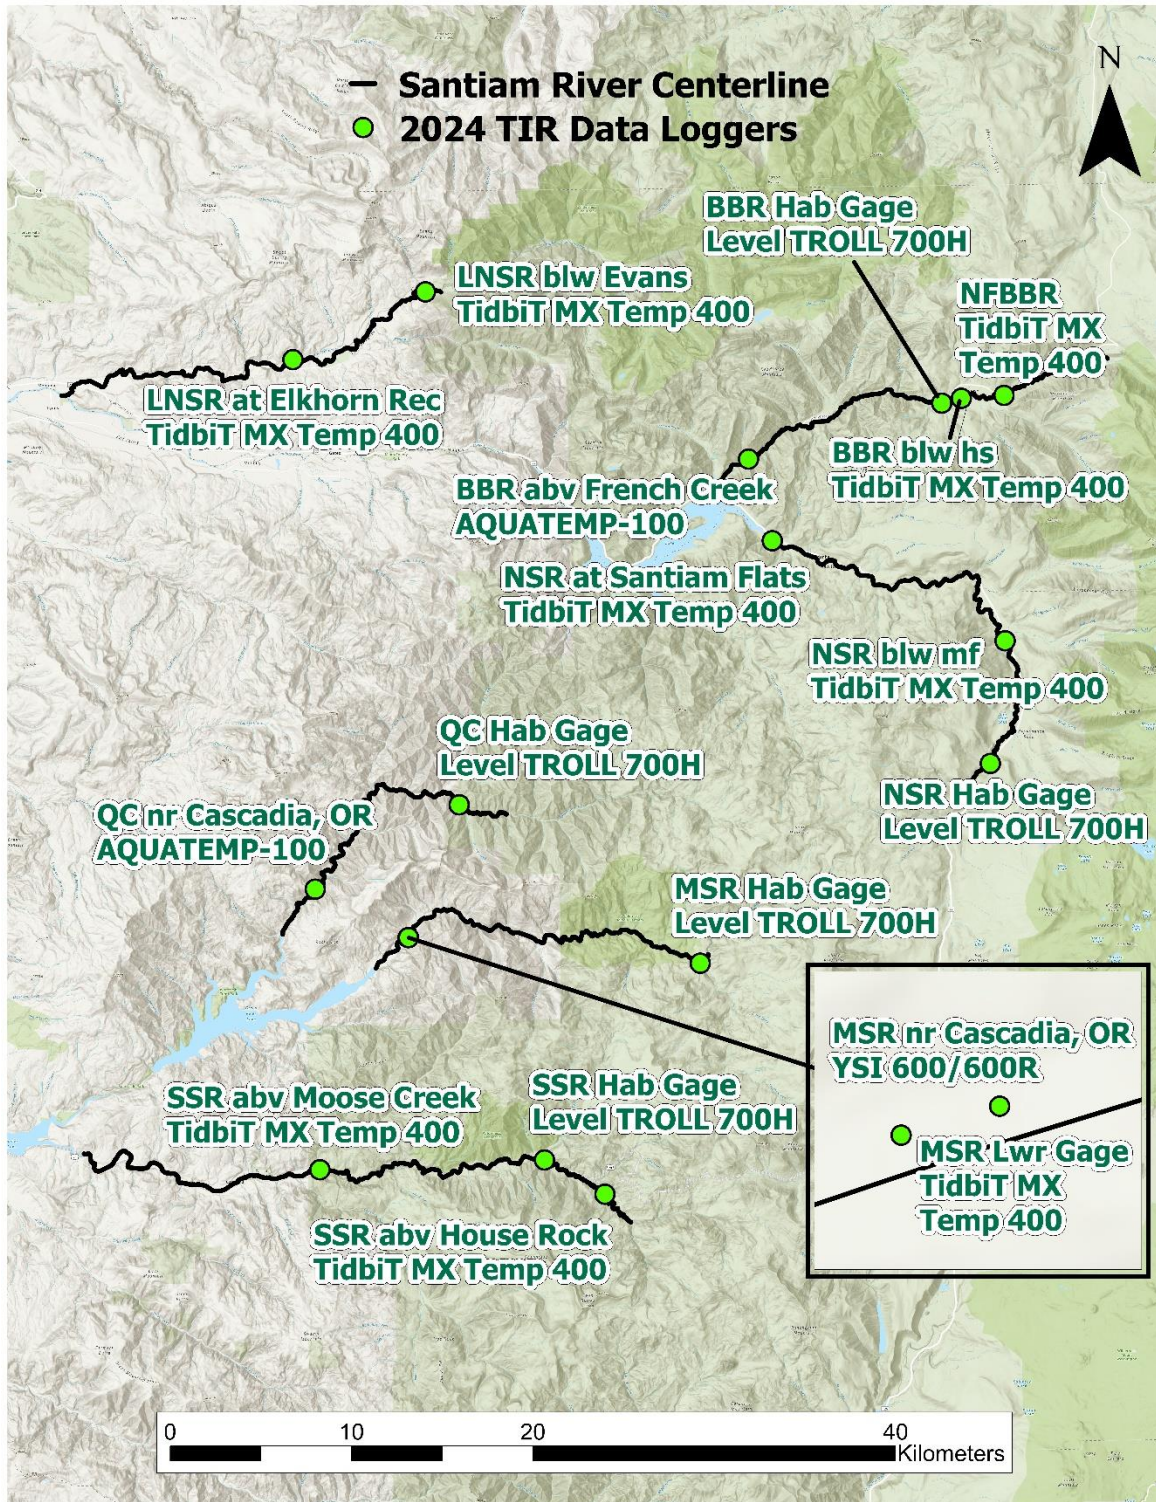 Santiam River Centerline
2024 TIR Data Loggers
N
BBR Hab Gage
Level TROLL 700H
LNSR blw Evans
TidbiT MX Temp 400
NFBBR
TidbiT MX
Temp 400
LNSR at Elkhorn Rec
TidbiT MX Temp 400
BBR blw hs
TidbiT MX Temp 400
BBR abv French Creek
AQUATEMP-100
NSR at Santiam Flats
TidbiT MX Temp 400
NSR blw mf
TidbiT MX Temp 400
QC Hab Gage
Level TROLL 700H
NSR Hab Gage
Level TROLL 700H
QC nr Cascadia, OR
AQUATEMP-100
MSR Hab Gage
Level TROLL 700H
MSR nr Cascadia, OR
YSI 600/600R
MSR Lwr Gage
TidbiT MX
Temp 400
SSR abv Moose Creek
TidbiT MX Temp 400
SSR Hab Gage
Level TROLL 700H
SSR abv House Rock
TidbiT MX Temp 400
0 10 20 40
Kilometers